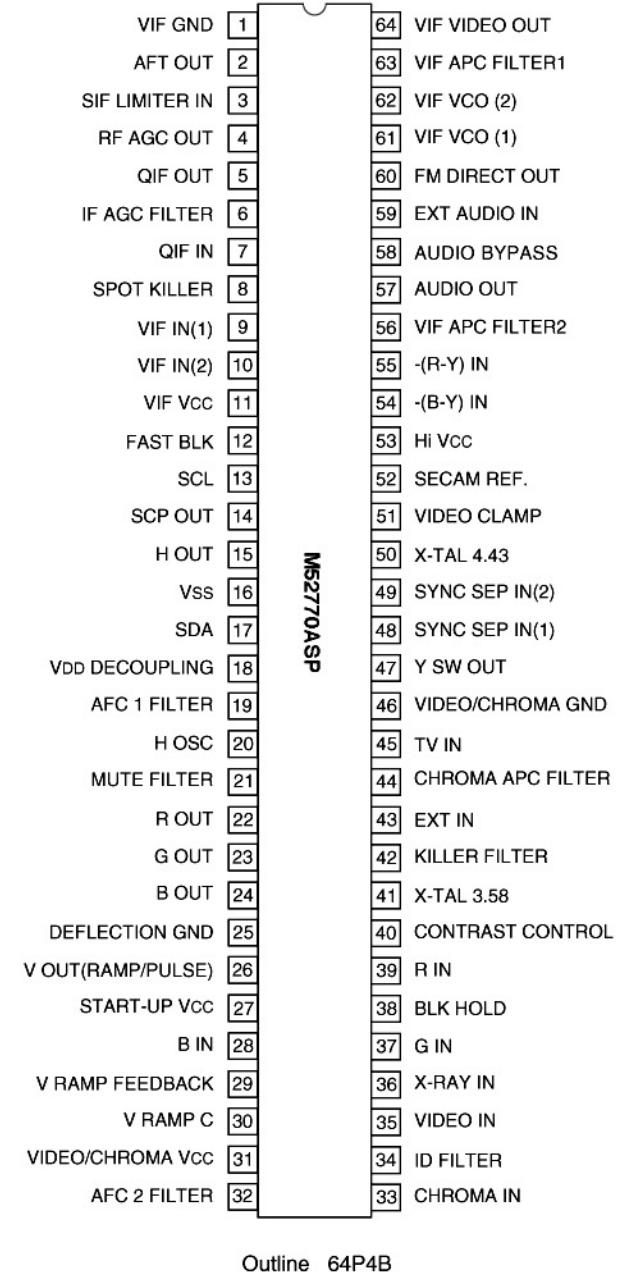 VIF GND 1 64 VIF VIDEO OUT
AFT OUT 2 63 VIF APC FILTER1
SIF LIMITER IN 3 62 VIF VCO (2)
RF AGC OUT 4 61 VIF VCO (1)
QIF OUT 5 60 FM DIRECT OUT
IF AGC FILTER 6 59 EXT AUDIO IN
QIF IN 7 58 AUDIO BYPASS
SPOT KILLER 8 57 AUDIO OUT
VIF IN(1) 9 56 VIF APC FILTER2
VIF IN(2) 10 55 -(R-Y) IN
VIF Vcc 11 54 -(B-Y) IN
FAST BLK 12 53 Hi Vcc
SCL 13 52 SECAM REF.
SCP OUT 14 51 VIDEO CLAMP
H OUT 15 50 X-TAL 4.43
Vss 16 49 SYNC SEP IN(2)
SDA 17 48 SYNC SEP IN(1)
VDD DECOUPLING 18 47 Y SW OUT
AFC 1 FILTER 19 46 VIDEO/CHROMA GND
H OSC 20 45 TV IN
MUTE FILTER 21 44 CHROMA APC FILTER
R OUT 22 43 EXT IN
G OUT 23 42 KILLER FILTER
B OUT 24 41 X-TAL 3.58
DEFLECTION GND 25 40 CONTRAST CONTROL
V OUT(RAMP/PULSE) 26 39 R IN
START-UP Vcc 27 38 BLK HOLD
B IN 28 37 G IN
V RAMP FEEDBACK 29 36 X-RAY IN
V RAMP C 30 35 VIDEO IN
VIDEO/CHROMA Vcc 31 34 ID FILTER
AFC 2 FILTER 32 33 CHROMA IN
M52770ASP
Outline 64P4B